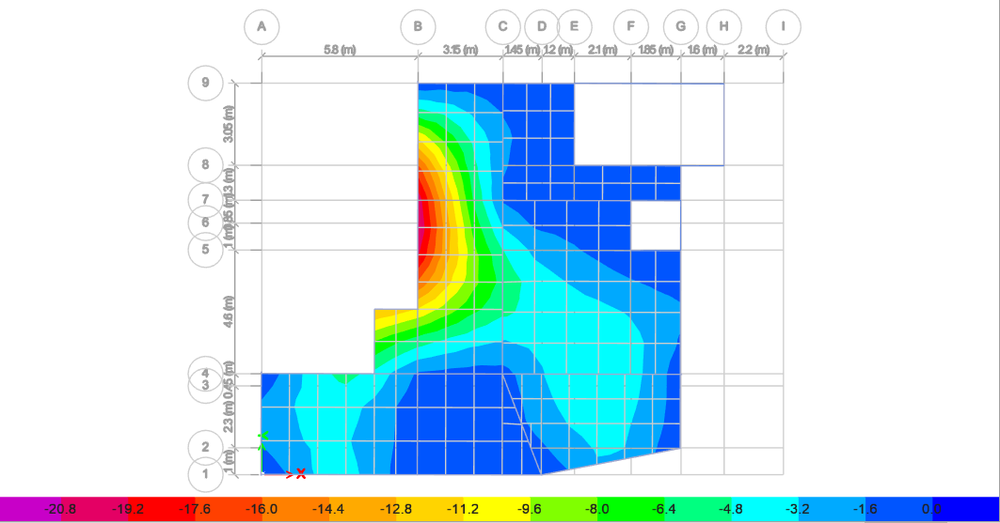 A B C D E F G H I
5.8 (m) 3.15 (m) 1.45 (m) 1.2 (m) 2.1 (m) 1.85 (m) 1.6 (m) 2.2 (m)
9
3.05 (m)
8
7
6
5
4.6 (m)
4
0.45 (m)
3
2.3 (m)
2
1 (m)
1
X
-20.8 -19.2 -17.6 -16.0 -14.4 -12.8 -11.2 -9.6 -8.0 -6.4 -4.8 -3.2 -1.6 0.0